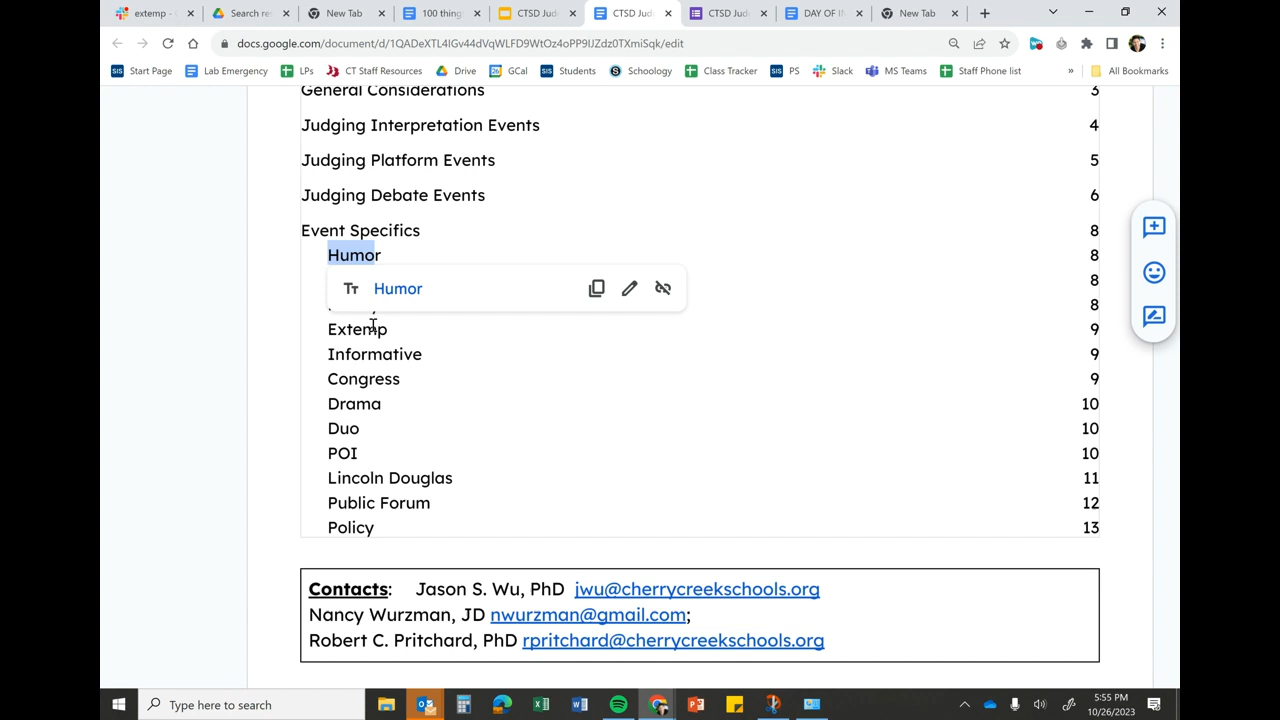 extemp -
Search re
New Tab
100 thing
CTSD Jud
CTSD Jud
CTSD Jud
DAY OF I
New Tab
docs.google.com/document/d/1QADeXTL4IGv44dVqWLFD9WtOz4oPP9IJZdz0TXmiSqk/edit
Start Page
Lab Emergency
LPs
CT Staff Resources
Drive
GCal
Students
Schoology
Class Tracker
PS
Slack
MS Teams
Staff Phone list
»
All Bookmarks
General Considerations 3
Judging Interpretation Events 4
Judging Platform Events 5
Judging Debate Events 6
Event Specifics 8
Humor 8
Humor
8
8
Extemp 9
Informative 9
Congress 9
Drama 10
Duo 10
POI 10
Lincoln Douglas 11
Public Forum 12
Policy 13
Contacts: Jason S. Wu, PhD jwu@cherrycreekschools.org
Nancy Wurzman, JD nwurzman@gmail.com;
Robert C. Pritchard, PhD rpritchard@cherrycreekschools.org
Type here to search
5:55 PM
10/26/2023